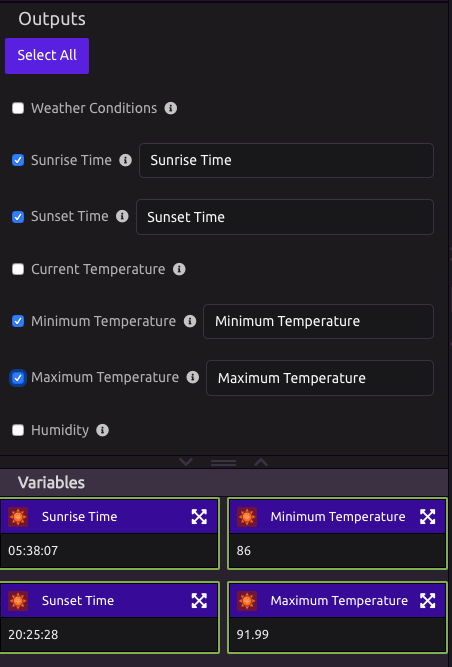 Outputs
Select All
Weather Conditions
Sunrise Time Sunrise Time
Sunset Time Sunset Time
Current Temperature
Minimum Temperature Minimum Temperature
Maximum Temperature Maximum Temperature
Humidity
Variables
Sunrise Time
05:38:07
Minimum Temperature
86
Sunset Time
20:25:28
Maximum Temperature
91.99